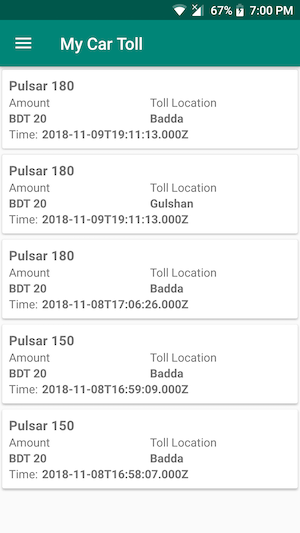 67% 7:00 PM
My Car Toll
Pulsar 180
Amount Toll Location
BDT 20 Badda
Time: 2018-11-09T19:11:13.000Z
Pulsar 180
Amount Toll Location
BDT 20 Gulshan
Time: 2018-11-09T19:11:13.000Z
Pulsar 180
Amount Toll Location
BDT 20 Badda
Time: 2018-11-08T17:06:26.000Z
Pulsar 150
Amount Toll Location
BDT 20 Badda
Time: 2018-11-08T16:59:09.000Z
Pulsar 150
Amount Toll Location
BDT 20 Badda
Time: 2018-11-08T16:58:07.000Z